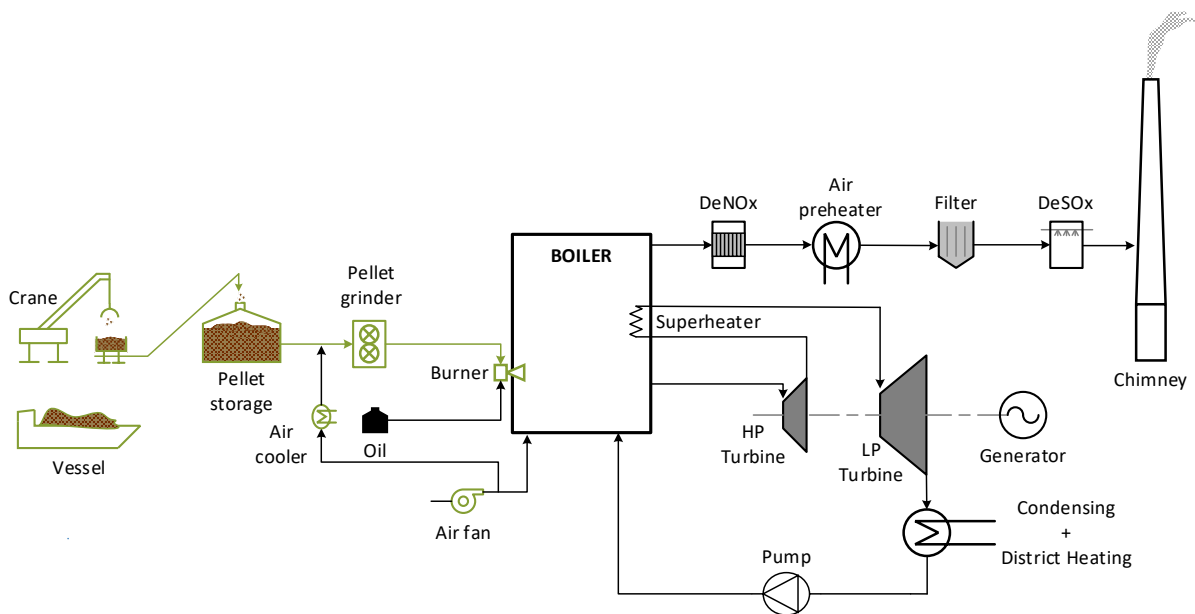 DeNOx
Air
preheater
Filter
DeSOx
BOILER
Crane
Pellet
grinder
Superheater
Burner
Pellet
storage
Chimney
Vessel
Air
cooler
Oil
HP
Turbine
LP
Turbine
Generator
Air fan
Condensing
+
District Heating
Pump